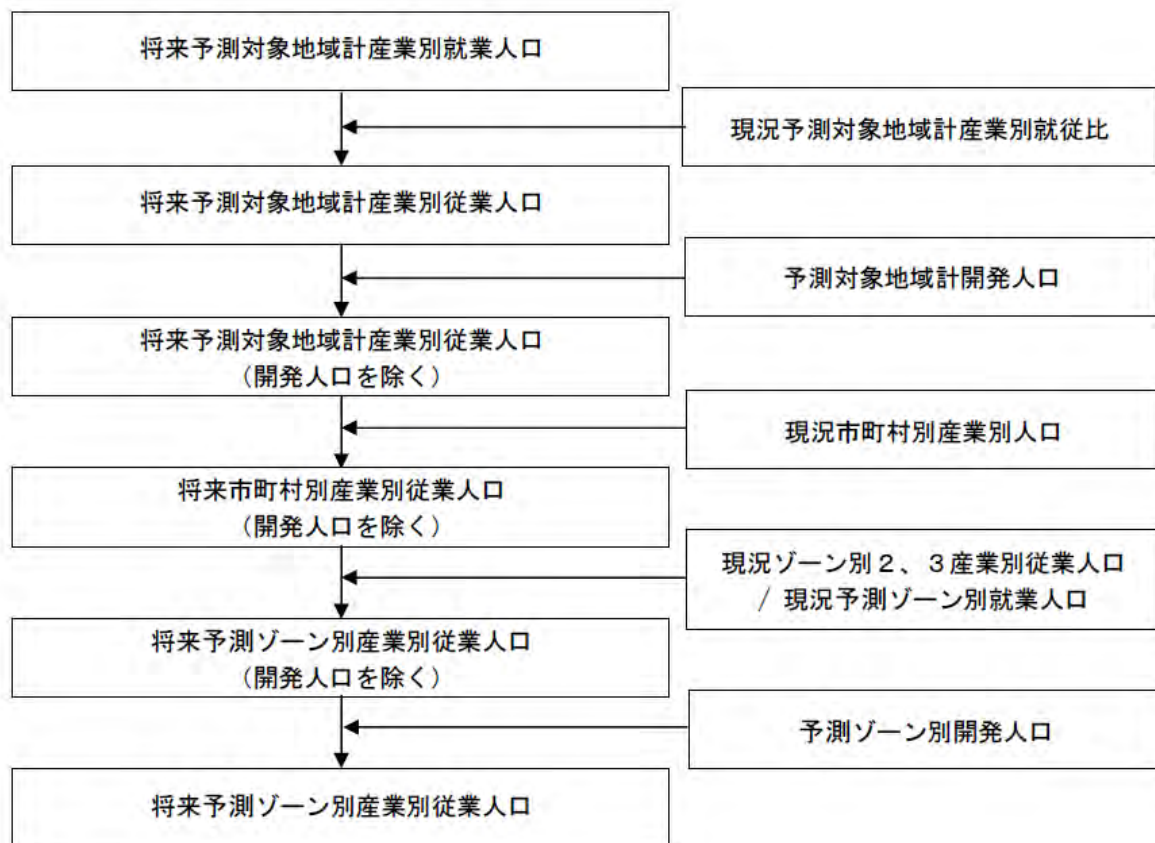 将来予測対象地域計産業別就業人口
現況予測対象地域計産業別就従比
将来予測対象地域計産業別従業人口
予測対象地域計開発人口
将来予測対象地域計産業別従業人口
（開発人口を除く）
現況市町村別産業別人口
将来市町村別産業別従業人口
（開発人口を除く）
現況ゾーン別２、３産業別従業人口
/ 現況予測ゾーン別就業人口
将来予測ゾーン別産業別従業人口
（開発人口を除く）
予測ゾーン別開発人口
将来予測ゾーン別産業別従業人口